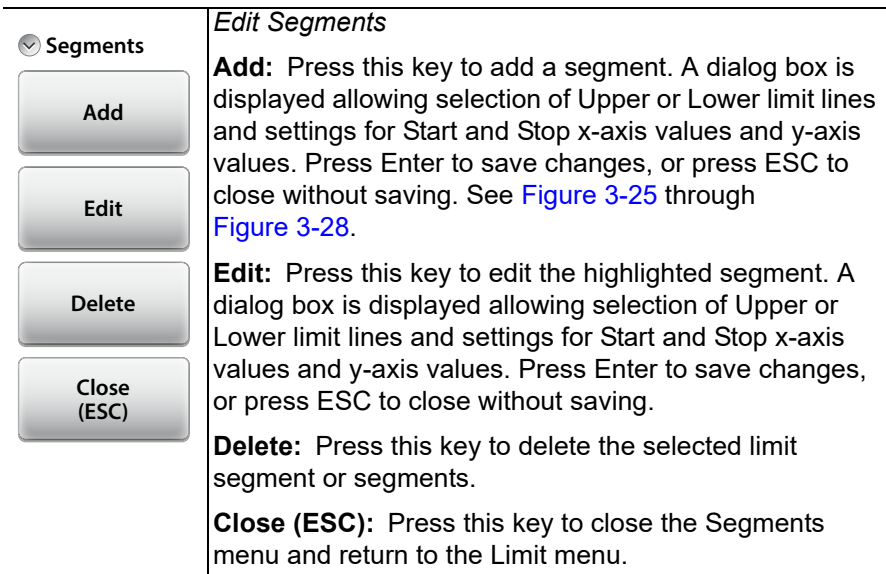 Segments
Add
Edit
Delete
Close
(ESC)
Edit Segments
Add: Press this key to add a segment. A dialog box is
displayed allowing selection of Upper or Lower limit lines
and settings for Start and Stop x-axis values and y-axis
values. Press Enter to save changes, or press ESC to
close without saving. See Figure 3-25 through
Figure 3-28.
Edit: Press this key to edit the highlighted segment. A
dialog box is displayed allowing selection of Upper or
Lower limit lines and settings for Start and Stop x-axis
values and y-axis values. Press Enter to save changes,
or press ESC to close without saving.
Delete: Press this key to delete the selected limit
segment or segments.
Close (ESC): Press this key to close the Segments
menu and return to the Limit menu.